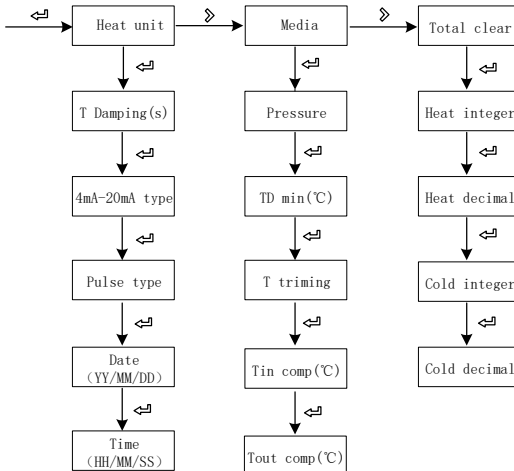 Heat unit
T Damping(s)
4mA-20mA type
Pulse type
Date
(YY/MM/DD)
Time
(HH/MM/SS)
Media
Pressure
TD min(℃)
T triming
Tin comp(℃)
Tout comp(℃)
Total clear
Heat integer
Heat decimal
Cold integer
Cold decimal